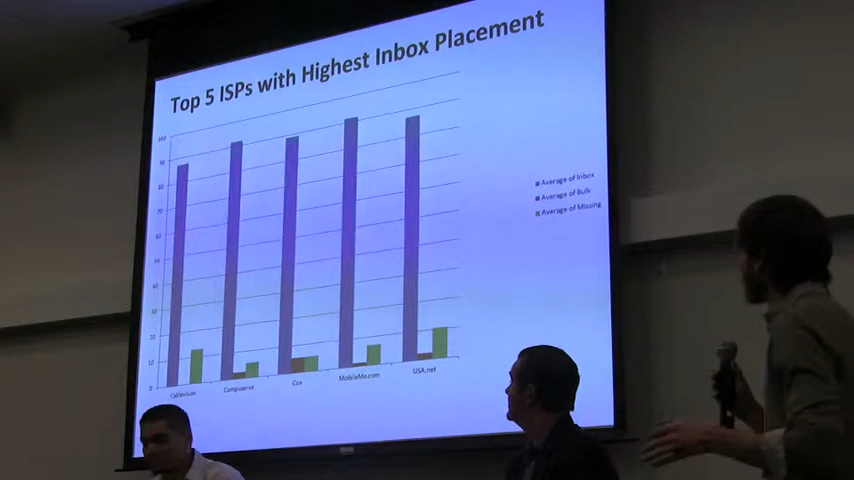 Top 5 ISPs with Highest Inbox Placement
100
90
80
70
60
50
40
30
20
10
0
Cablevision
Compuserve
Cox
MobileMe.com
USA.net
Average of Inbox
Average of Bulk
Average of Missing